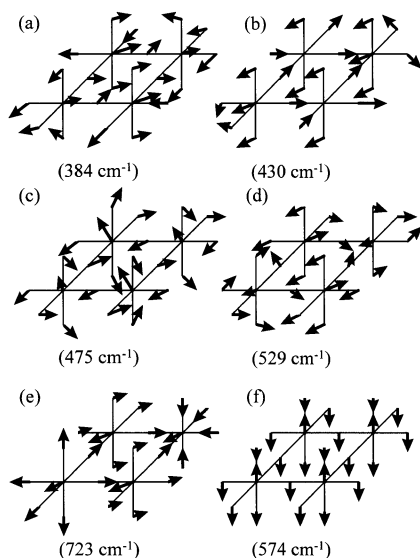 (a) (b)
(384 cm⁻¹) (430 cm⁻¹)
(c) (d)
(475 cm⁻¹) (529 cm⁻¹)
(e) (f)
(723 cm⁻¹) (574 cm⁻¹)